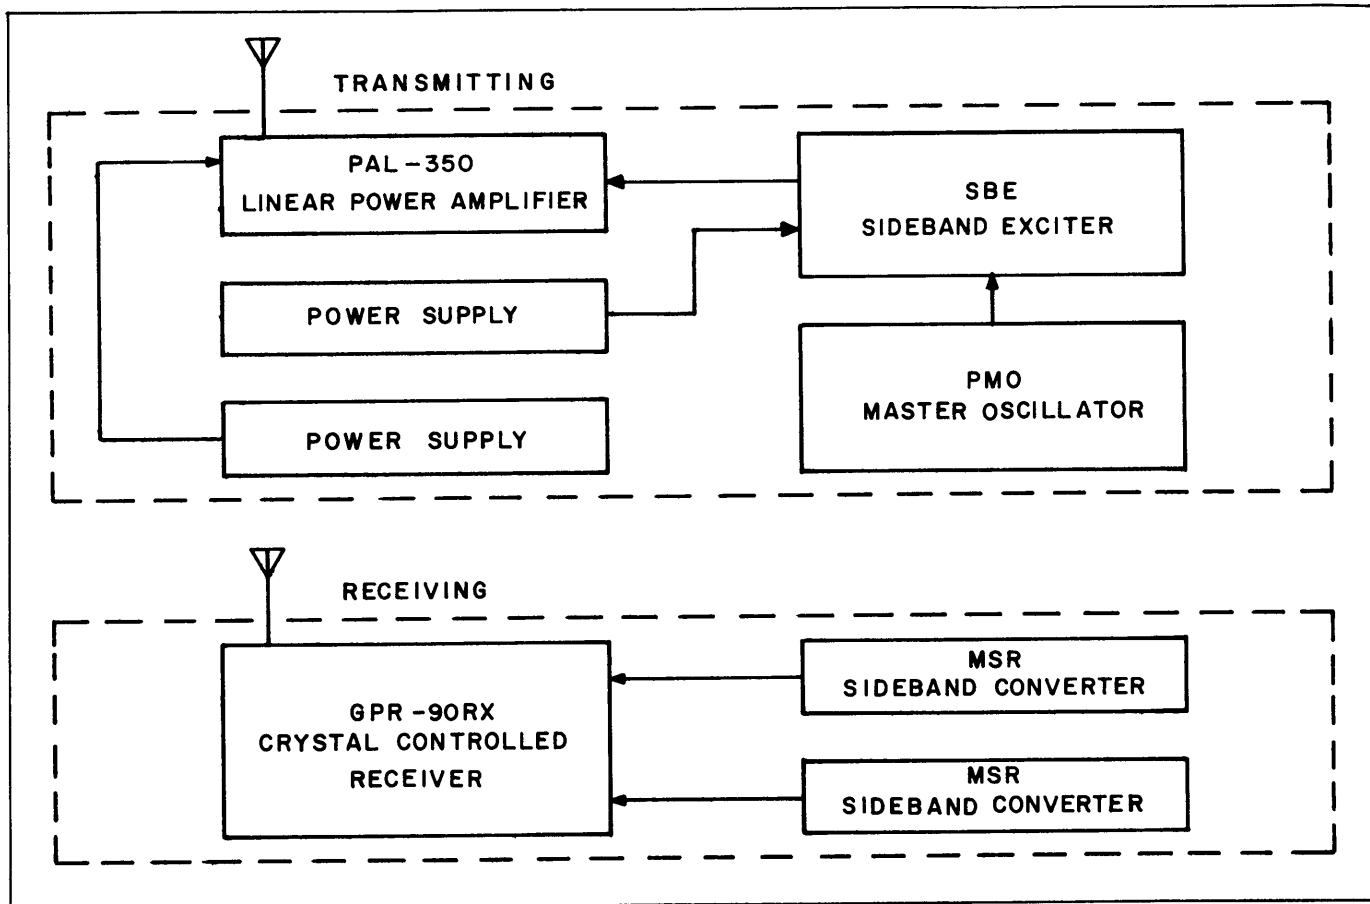 TRANSMITTING
PAL-350
LINEAR POWER AMPLIFIER
SBE
SIDEBAND EXCITER
POWER SUPPLY
PMO
MASTER OSCILLATOR
POWER SUPPLY
RECEIVING
GPR-90RX
CRYSTAL CONTROLLED
RECEIVER
MSR
SIDEBAND CONVERTER
MSR
SIDEBAND CONVERTER